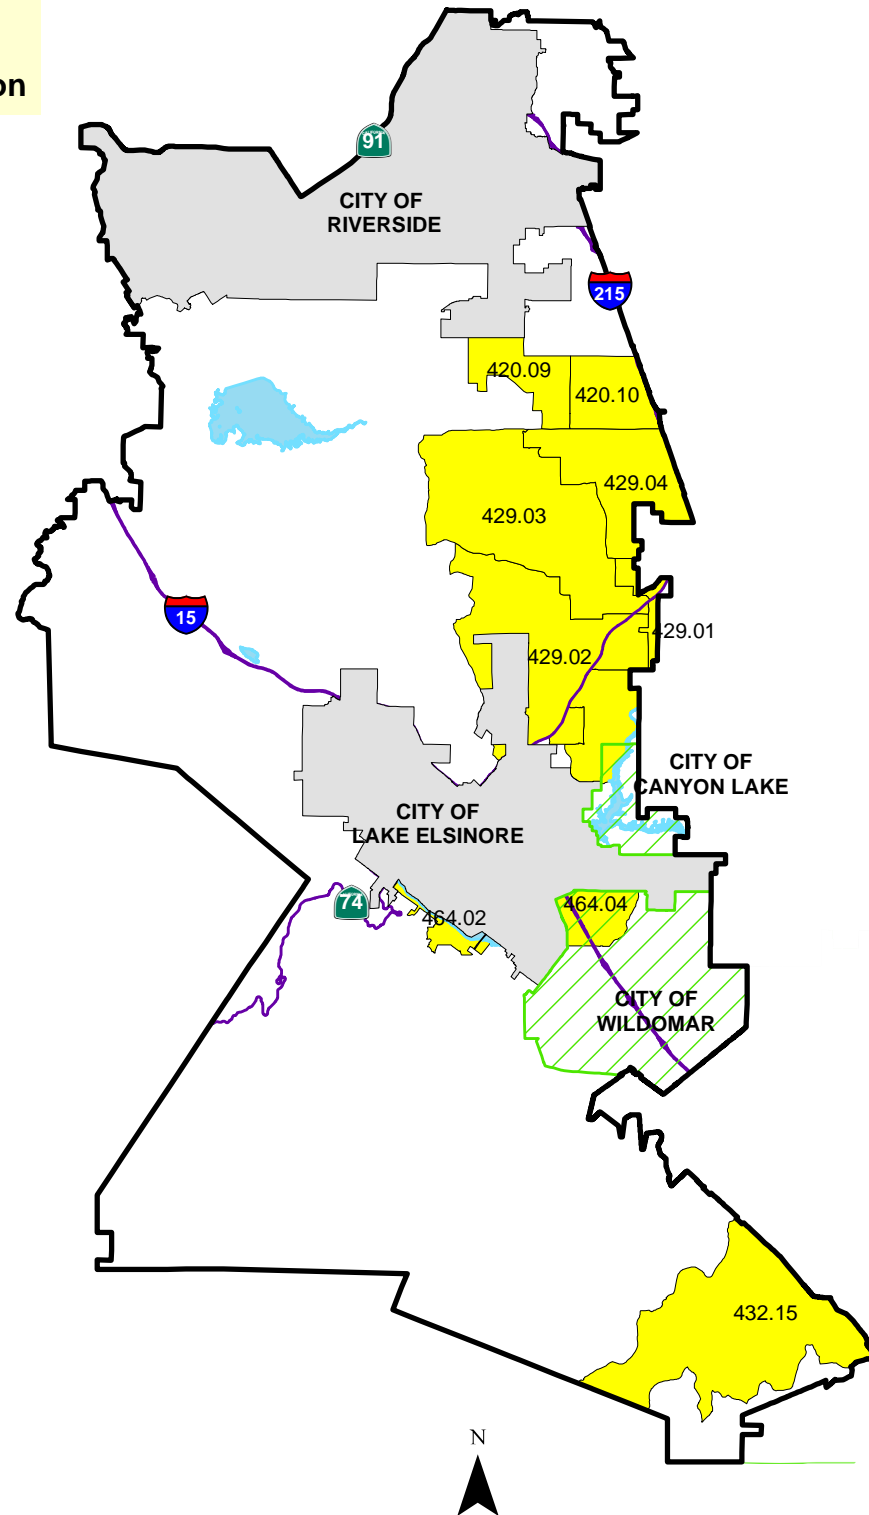 on
91
CITY OF
RIVERSIDE
215
420.09
420.10
429.04
429.03
15
429.01
429.02
CITY OF
CANYON LAKE
CITY OF
LAKE ELSINORE
74
464.02
464.04
CITY OF
WILDOMAR
432.15
N